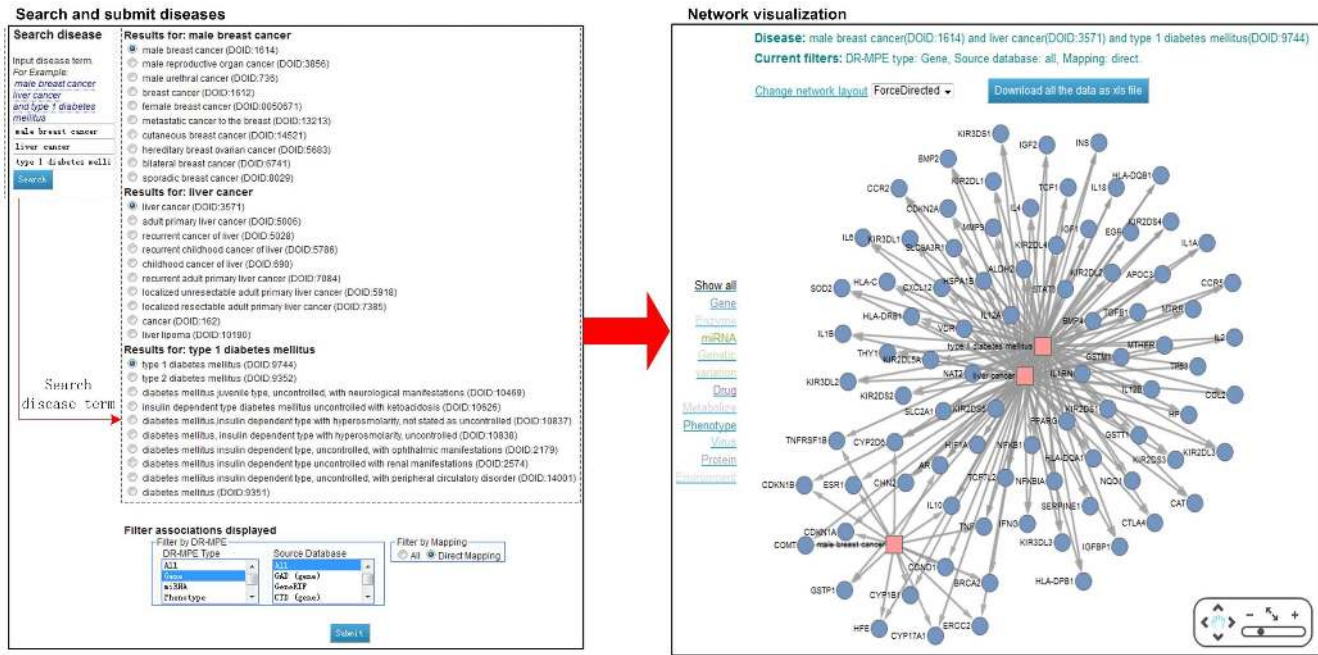 Search and submit diseases
Search disease
Input disease term.
For Example:
male breast cancer
liver cancer
and type 1 diabetes
mellitus
male breast cancer
liver cancer
type 1 diabetes melli
Search
Search
disease term
Results for: male breast cancer
male breast cancer (DOID:1614)
male reproductive organ cancer (DOID:3856)
male urethral cancer (DOID:736)
breast cancer (DOID:1612)
female breast cancer (DOID:0050671)
metastatic cancer to the breast (DOID:13213)
cutaneous breast cancer (DOID:14521)
hereditary breast ovarian cancer (DOID:5683)
bilateral breast cancer (DOID:6741)
sporadic breast cancer (DOID:8029)
Results for: liver cancer
liver cancer (DOID:3571)
adult primary liver cancer (DOID:5006)
recurrent cancer of liver (DOID:5028)
recurrent childhood cancer of liver (DOID:5786)
childhood cancer of liver (DOID:690)
recurrent adult primary liver cancer (DOID:7084)
localized unresectable adult primary liver cancer (DOID:5918)
localized resectable adult primary liver cancer (DOID:7385)
cancer (DOID:162)
liver lipoma (DOID:10190)
Results for: type 1 diabetes mellitus
type 1 diabetes mellitus (DOID:9744)
type 2 diabetes mellitus (DOID:9352)
diabetes mellitus juvenile type, uncontrolled, with neurological manifestations (DOID:10469)
insulin dependent type diabetes mellitus uncontrolled with ketoacidosis (DOID:10626)
diabetes mellitus,insulin dependent type with hyperosmolarity, not stated as uncontrolled (DOID:10837)
diabetes mellitus, insulin dependent type with hyperosmolarity, uncontrolled (DOID:10838)
diabetes mellitus insulin dependent type, uncontrolled, with ophthalmic manifestations (DOID:2179)
diabetes mellitus insulin dependent type uncontrolled with renal manifestations (DOID:2574)
diabetes mellitus insulin dependent type, uncontrolled, with peripheral circulatory disorder (DOID:14001)
diabetes mellitus (DOID:9351)
Filter associations displayed
Filter by DR-MPE
DR-MPE Type
All
Gene
miRNA
Phenotype
Source Database
All
GAD (gene)
GeneRIF
CTD (gene)
Filter by Mapping
All Direct Mapping
Submit
Network visualization
Disease: male breast cancer(DOID:1614) and liver cancer(DOID:3571) and type 1 diabetes mellitus(DOID:9744)
Current filters: DR-MPE type: Gene, Source database: all, Mapping: direct.
Change network layout ForceDirected
Download all the data as xls file
Show all
Gene
Enzyme
miRNA
Genetic
variation
Drug
Metabolite
Phenotype
Virus
Protein
Environment
KIR3DS1
IGF2
INS
BMP2
KIR2DL1
TCF1
IL18
HLA-DQB1
CCR2
CDKN2A
IL4
MMP9
IGF1
EGF
KIR2DS4
IL6
KIR3DL1
SLC9A3R1
KIR2DL4
IL1A
ALDH2
KIR2DL2
APOC3
SOD2
HLA-C
CXCL12
HSPA1B
STAT3
CCR5
HLA-DRB1
VDR
IL12A
BMP4
TGFB1
MTRR
IL1B
THY1
KIR2DL5A
type 1 diabetes mellitus
GSTM1
MTHFR
IL2
TP53
KIR3DL2
KIR2DS2
NAT2
liver cancer
IL1RN
IL12B
CCL2
SLC2A1
KIR2DS5
PPARG
KIR2DS1
HP
TNFRSF1B
CYP2D6
HIF1A
NFKB1
GSTT1
KIR2DL3
HLA-DQA1
KIR2DS3
CDKN1B
ESR1
CHN2
AR
TCF7L2
NFKBIA
NQO1
CAT
IL10
SERPINE1
CTLA4
CDKN1A
TNF
IFNG
COMT
male breast cancer
KIR3DL3
IGFBP1
CCND1
BRCA2
HLA-DPB1
GSTP1
CYP1B1
HFE
CYP17A1
ERCC2